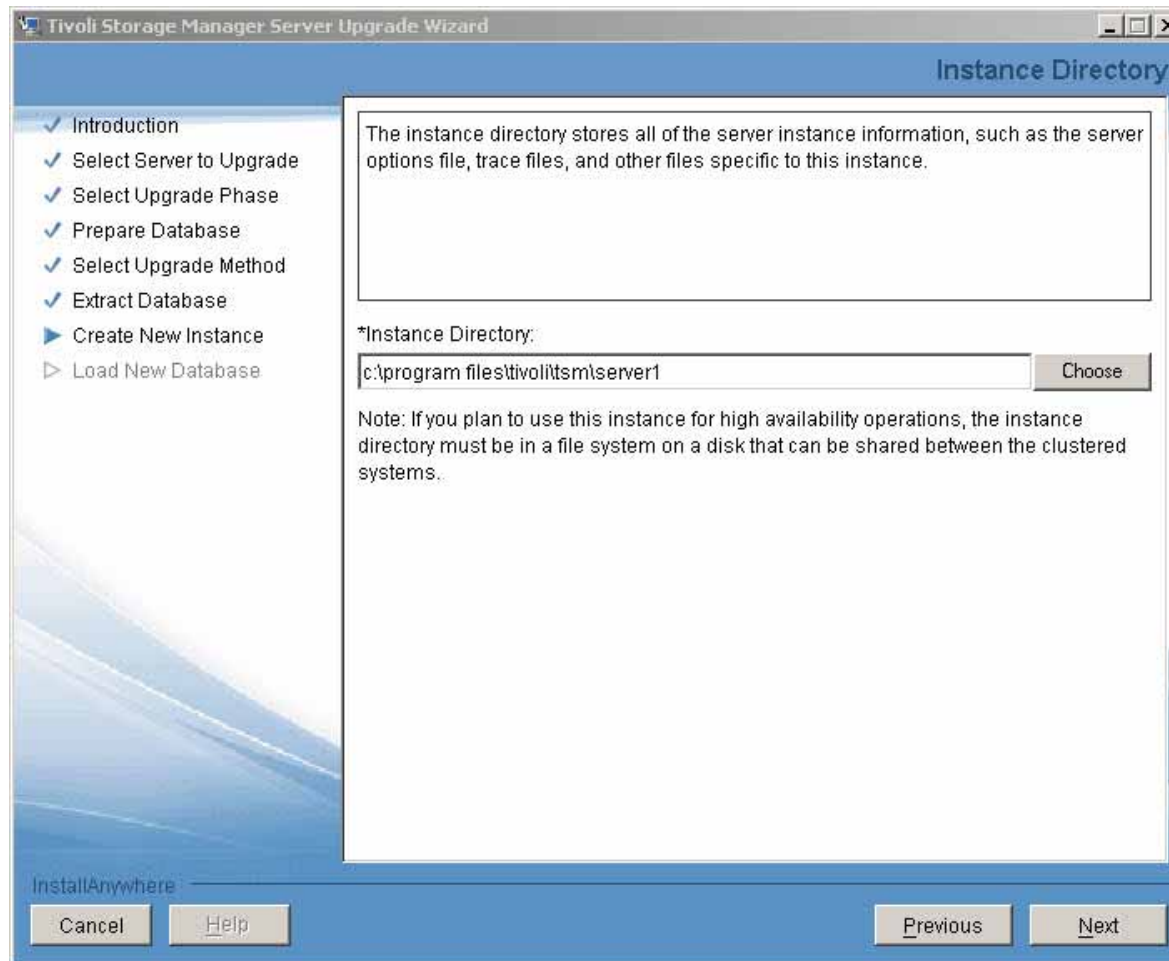 Tivoli Storage Manager Server Upgrade Wizard
Instance Directory
Introduction
Select Server to Upgrade
Select Upgrade Phase
Prepare Database
Select Upgrade Method
Extract Database
Create New Instance
Load New Database
The instance directory stores all of the server instance information, such as the server
options file, trace files, and other files specific to this instance.
*Instance Directory:
c:\program files\tivoli\tsm\server1
Choose
Note: If you plan to use this instance for high availability operations, the instance
directory must be in a file system on a disk that can be shared between the clustered
systems.
InstallAnywhere
Cancel
Help
Previous
Next